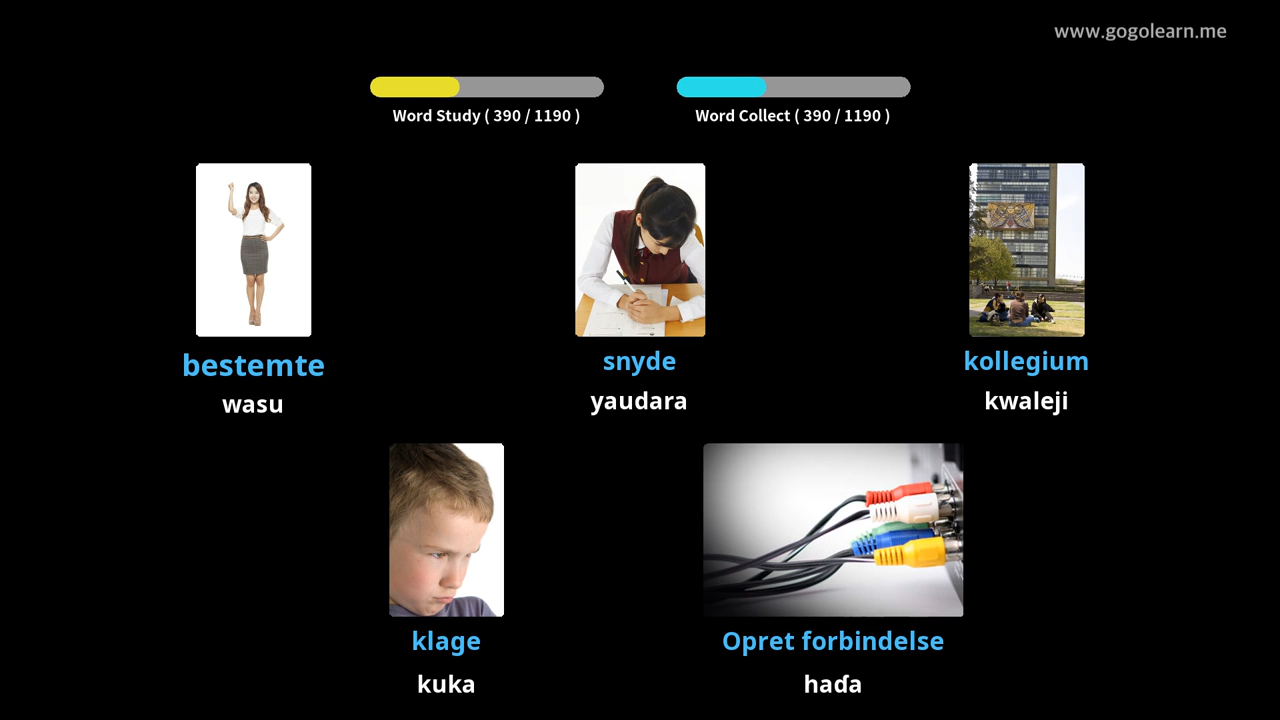 www.gogolearn.me
Word Study ( 390 / 1190 )
Word Collect ( 390 / 1190 )
bestemte
wasu
snyde
yaudara
kollegium
kwaleji
klage
kuka
Opret forbindelse
haɗa